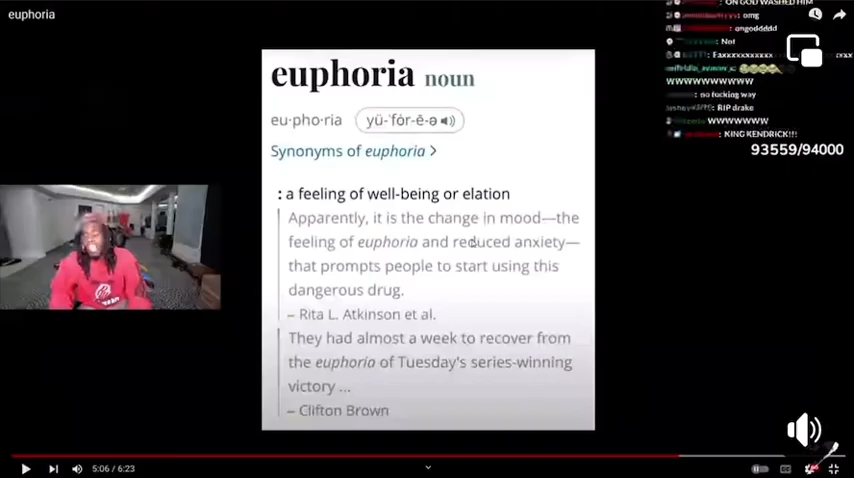 euphoria
ON GOD WASHED HIM
omg
ongoddddd
: Not
WWWWWWWWWWW
: no fucking way
: RIP drake
: WWWWWWW
: KING KENDRICK!!!
93559/94000
euphoria noun
eu·pho·ria yü-ˈfȯr-ē-ə
Synonyms of euphoria >
: a feeling of well-being or elation
Apparently, it is the change in mood—the
feeling of euphoria and reduced anxiety—
that prompts people to start using this
dangerous drug.
– Rita L. Atkinson et al.
They had almost a week to recover from
the euphoria of Tuesday's series-winning
victory ...
– Clifton Brown
5:06 / 6:23